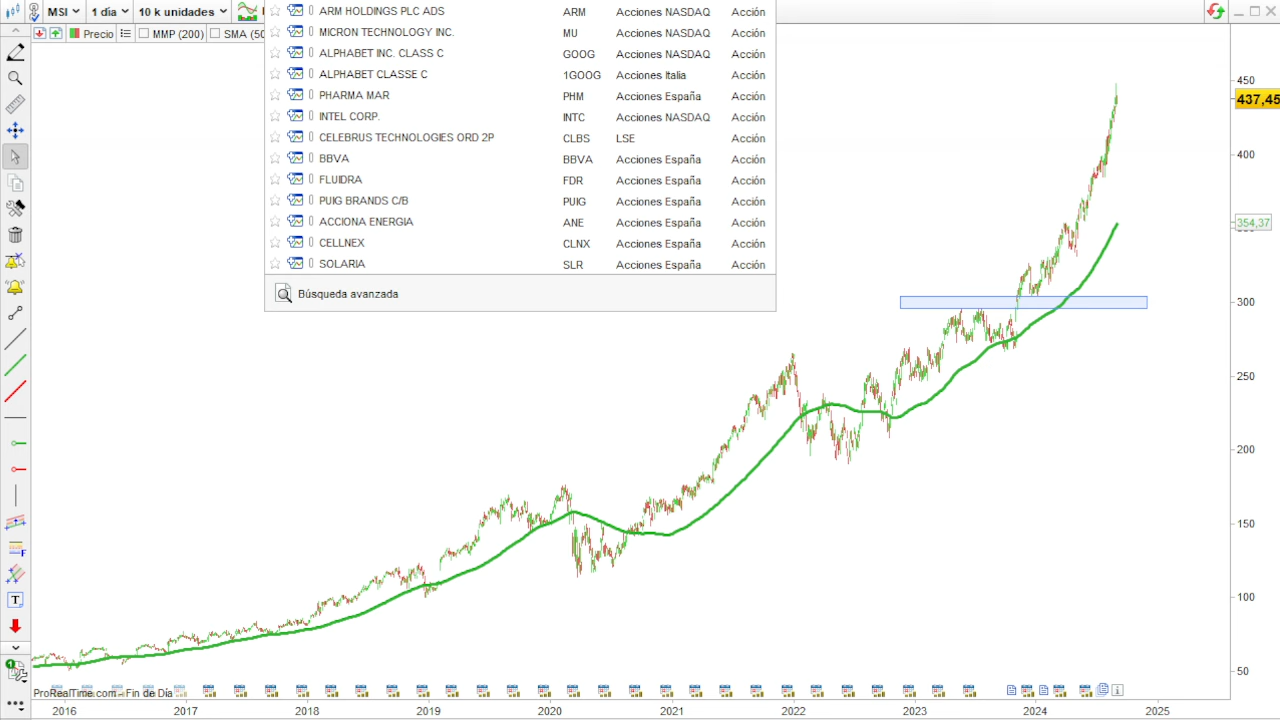 MSI 1 día 10 k unidades
Precio MMP (200) SMA (50
ARM HOLDINGS PLC ADS ARM Acciones NASDAQ Acción
MICRON TECHNOLOGY INC. MU Acciones NASDAQ Acción
ALPHABET INC. CLASS C GOOG Acciones NASDAQ Acción
ALPHABET CLASSE C 1GOOG Acciones Italia Acción
PHARMA MAR PHM Acciones España Acción
INTEL CORP. INTC Acciones NASDAQ Acción
CELEBRUS TECHNOLOGIES ORD 2P CLBS LSE Acción
BBVA BBVA Acciones España Acción
FLUIDRA FDR Acciones España Acción
PUIG BRANDS C/B PUIG Acciones España Acción
ACCIONA ENERGIA ANE Acciones España Acción
CELLNEX CLNX Acciones España Acción
SOLARIA SLR Acciones España Acción
Búsqueda avanzada
450
437,45
400
354,37
300
250
200
150
100
50
T
F
1
ProRealTime.com - Fin de Día
2016 2017 2018 2019 2020 2021 2022 2023 2024 2025